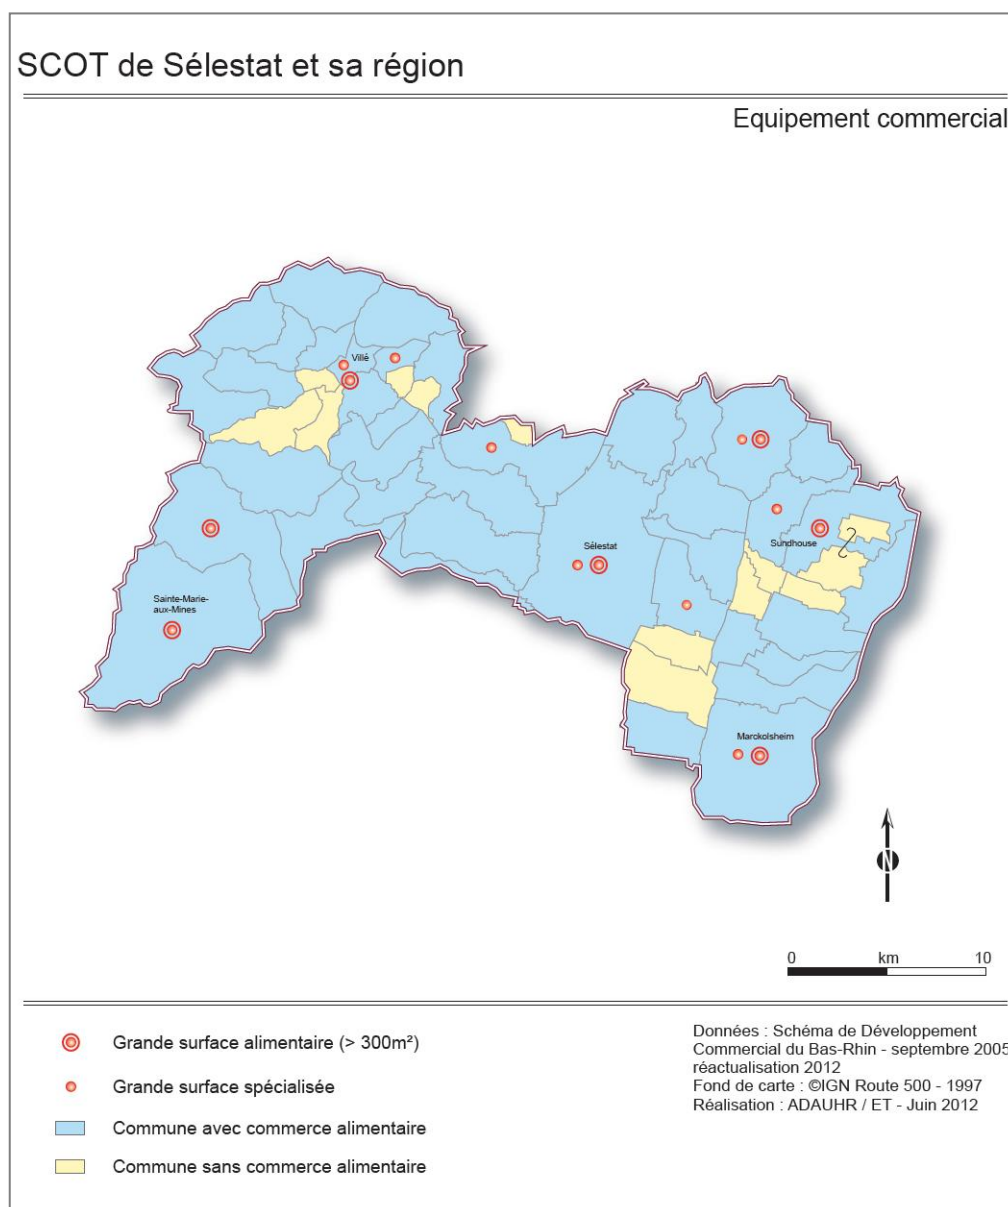 SCOT de Sélestat et sa région
Equipement commercial
Villé
Sundhouse
Sélestat
Sainte-Marie-
aux-Mines
Marckolsheim
N
0 km 10
Grande surface alimentaire (> 300m²)
Grande surface spécialisée
Commune avec commerce alimentaire
Commune sans commerce alimentaire
Données : Schéma de Développement
Commercial du Bas-Rhin - septembre 2005
réactualisation 2012
Fond de carte : ©IGN Route 500 - 1997
Réalisation : ADAUHR / ET - Juin 2012